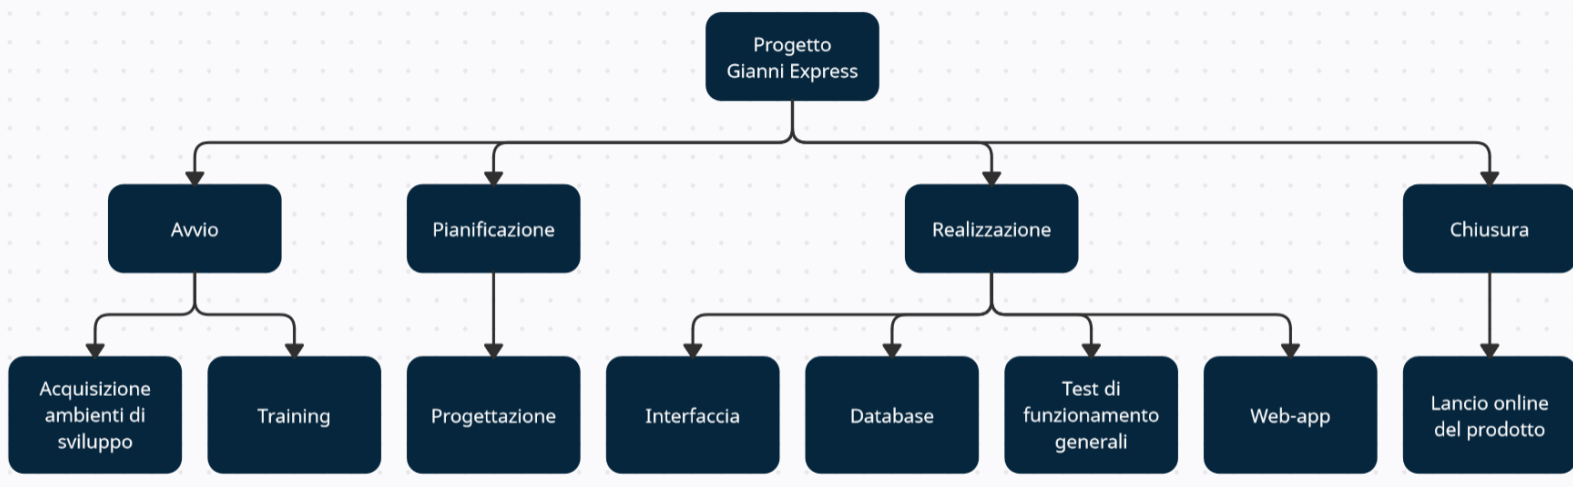 Progetto
Gianni Express
Avvio
Pianificazione
Realizzazione
Chiusura
Acquisizione
ambienti di
sviluppo
Training
Progettazione
Interfaccia
Database
Test di
funzionamento
generali
Web-app
Lancio online
del prodotto